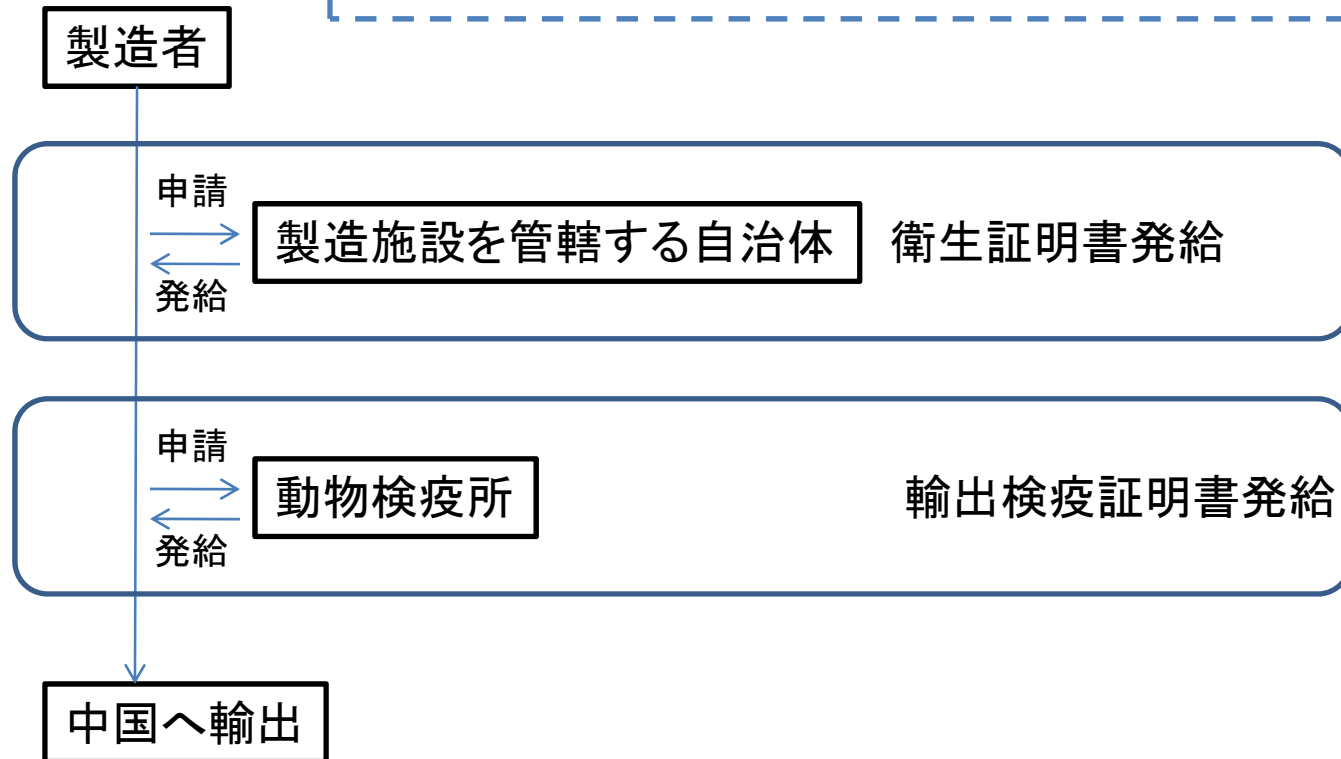 製造者
申請
製造施設を管轄する自治体 衛生証明書発給
発給
申請
動物検疫所 輸出検疫証明書発給
発給
中国へ輸出